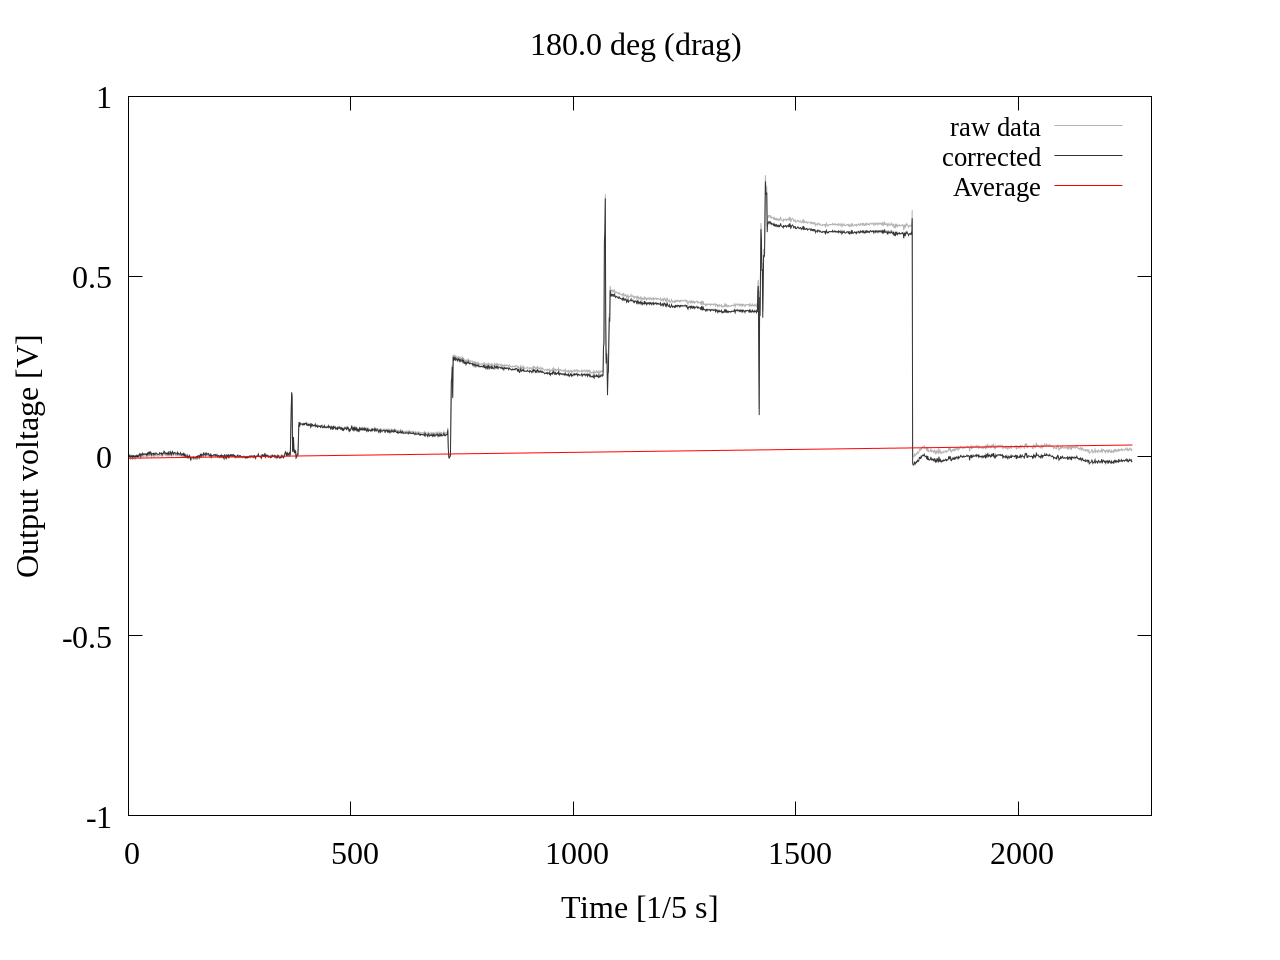 180.0 deg (drag)
raw data
corrected
Average
1
0.5
0
-0.5
-1
Output voltage [V]
0 500 1000 1500 2000
Time [1/5 s]